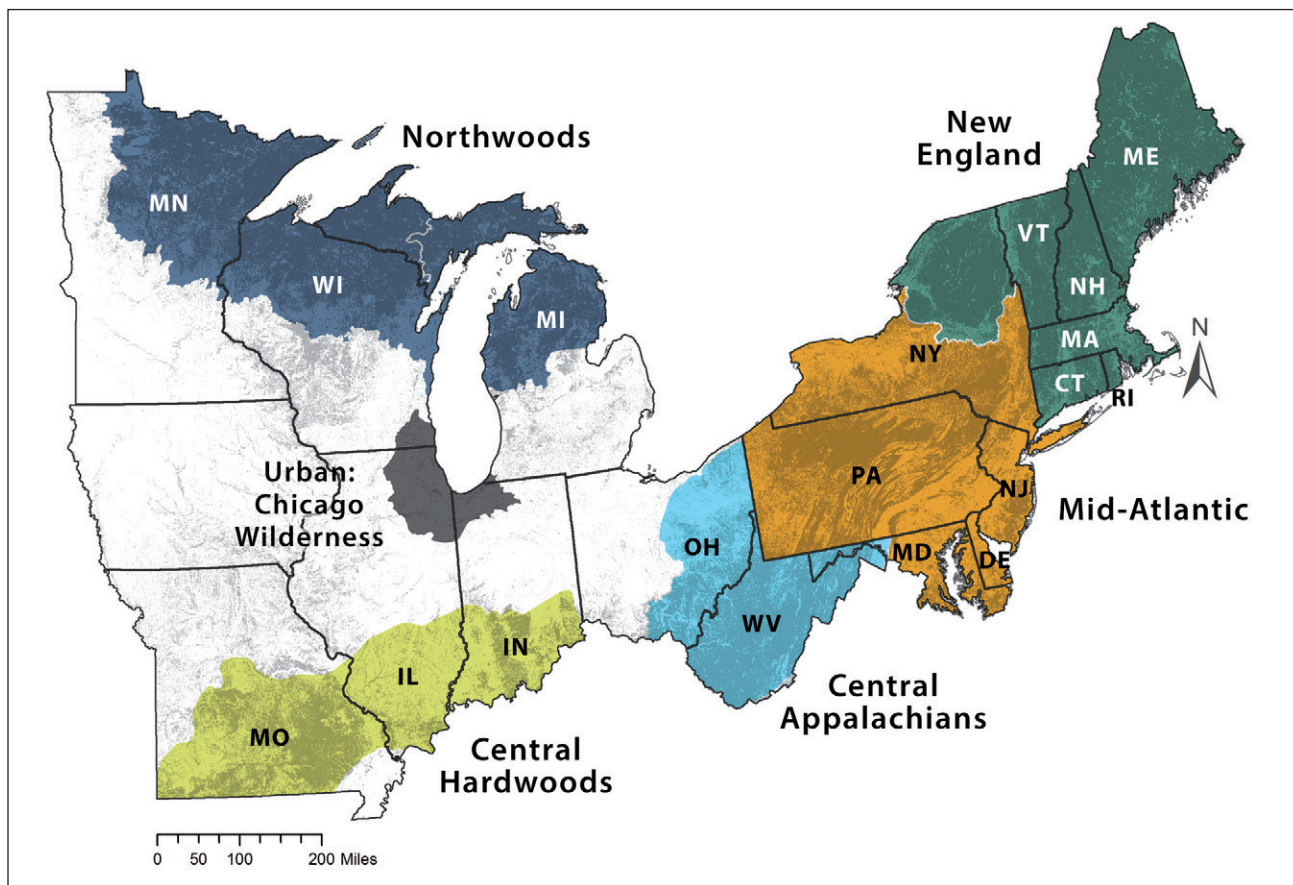 Northwoods
New
England
ME
MN
VT
WI
NH
MI
MA
N
NY
CT
RI
Urban:
Chicago
Wilderness
PA
NJ
Mid-Atlantic
OH
MD
DE
WV
IN
IL
Central
Appalachians
MO
Central
Hardwoods
0 50 100 200 Miles